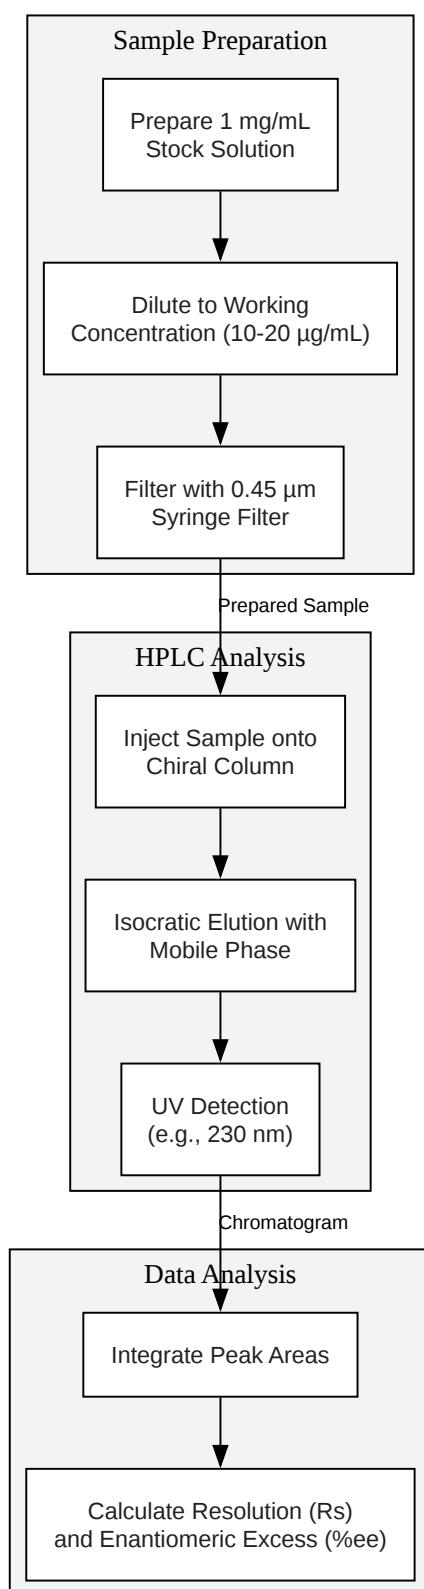 Sample Preparation
Prepare 1 mg/mL
Stock Solution
Dilute to Working
Concentration (10-20 µg/mL)
Filter with 0.45 µm
Syringe Filter
Prepared Sample
HPLC Analysis
Inject Sample onto
Chiral Column
Isocratic Elution with
Mobile Phase
UV Detection
(e.g., 230 nm)
Chromatogram
Data Analysis
Integrate Peak Areas
Calculate Resolution (Rs)
and Enantiomeric Excess (%ee)